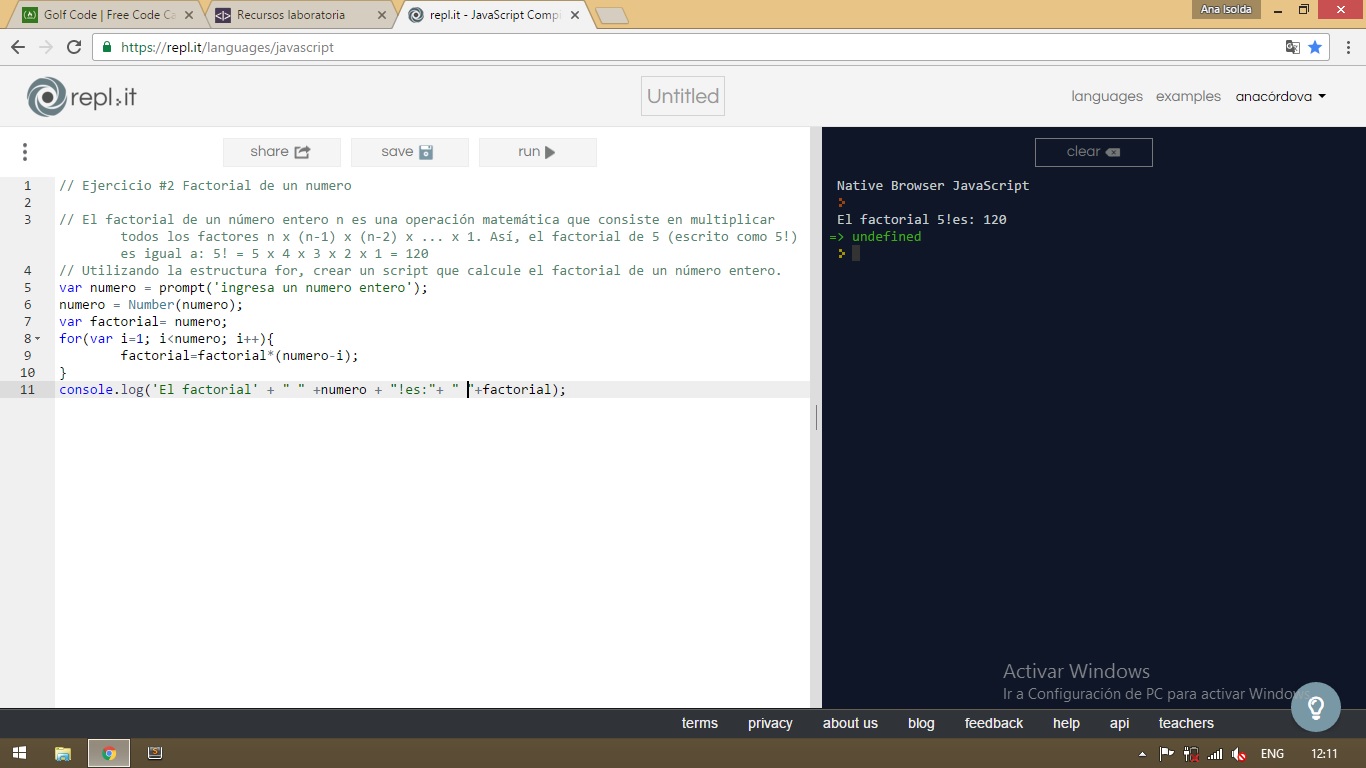 Golf Code | Free Code Ca
Recursos laboratoria
repl.it - JavaScript Compi
Ana Isolda
https://repl.it/languages/javascript
repl.it
Untitled
languages examples anacórdova
share save run
clear
1 // Ejercicio #2 Factorial de un numero
2
3 // El factorial de un número entero n es una operación matemática que consiste en multiplicar
todos los factores n x (n-1) x (n-2) x ... x 1. Así, el factorial de 5 (escrito como 5!)
es igual a: 5! = 5 x 4 x 3 x 2 x 1 = 120
4 // Utilizando la estructura for, crear un script que calcule el factorial de un número entero.
5 var numero = prompt('ingresa un numero entero');
6 numero = Number(numero);
7 var factorial= numero;
8 for(var i=1; i<numero; i++){
9 factorial=factorial*(numero-i);
10 }
11 console.log('El factorial' + " " +numero + "!es:"+ " "+factorial);
Native Browser JavaScript
El factorial 5!es: 120
=> undefined
Activar Windows
Ir a Configuración de PC para activar Windows.
terms privacy about us blog feedback help api teachers
ENG 12:11